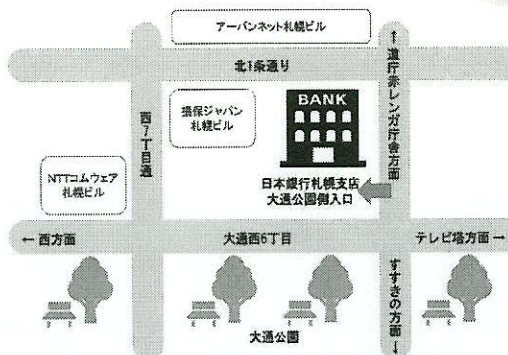 アーバンネット札幌ビル
北1条通り
↑道庁赤レンガ庁舎方面
西7丁目通
損保ジャパン
札幌ビル
BANK
NTTコムウェア
札幌ビル
日本銀行札幌支店
大通公園側入口
←西方面
大通西6丁目
テレビ塔方面→
すすきの方面→
大通公園